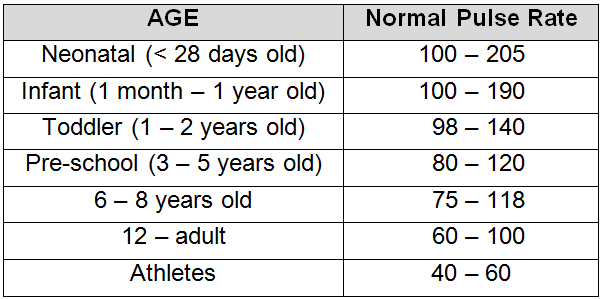 AGE Normal Pulse Rate
Neonatal (< 28 days old) 100 – 205
Infant (1 month – 1 year old) 100 – 190
Toddler (1 – 2 years old) 98 – 140
Pre-school (3 – 5 years old) 80 – 120
6 – 8 years old 75 – 118
12 – adult 60 – 100
Athletes 40 – 60